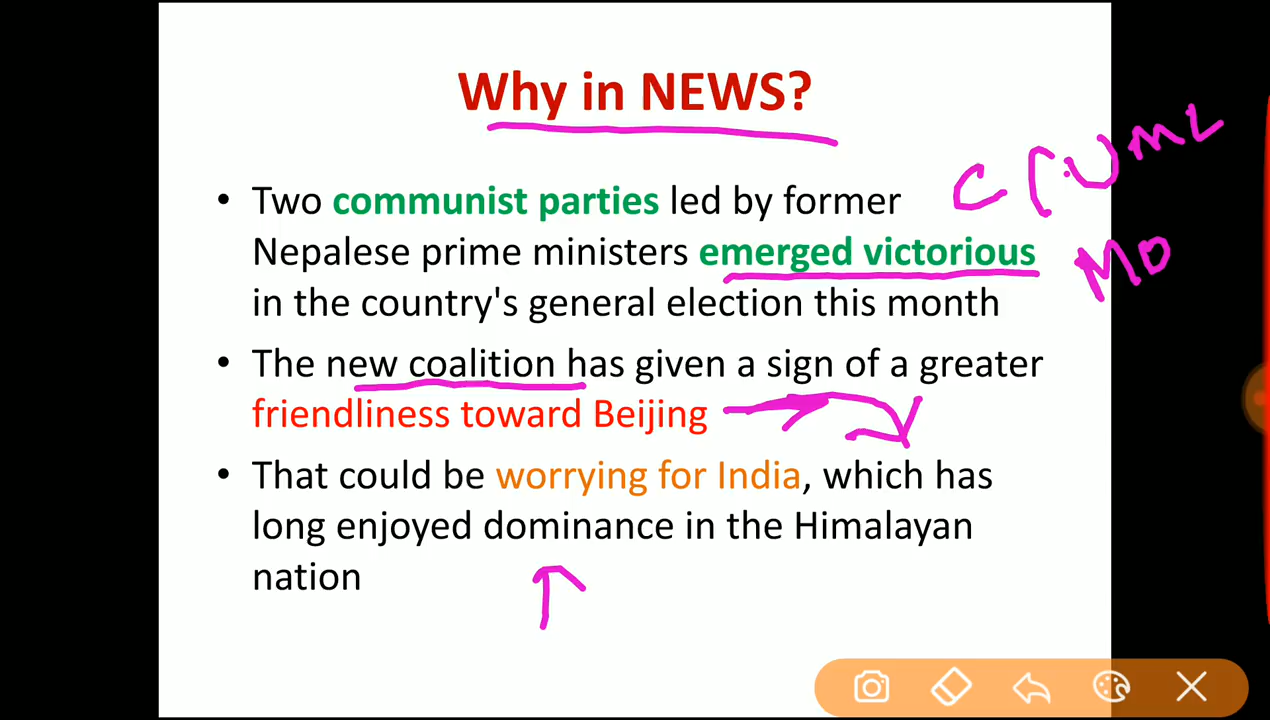 Why in NEWS?
• Two communist parties led by former
Nepalese prime ministers emerged victorious
in the country's general election this month
• The new coalition has given a sign of a greater
friendliness toward Beijing
• That could be worrying for India, which has
long enjoyed dominance in the Himalayan
nation
UML